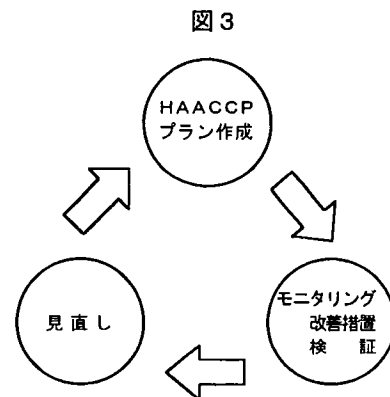 図3
HAACCP
プラン作成
モニタリング
改善措置
検 証
見直し